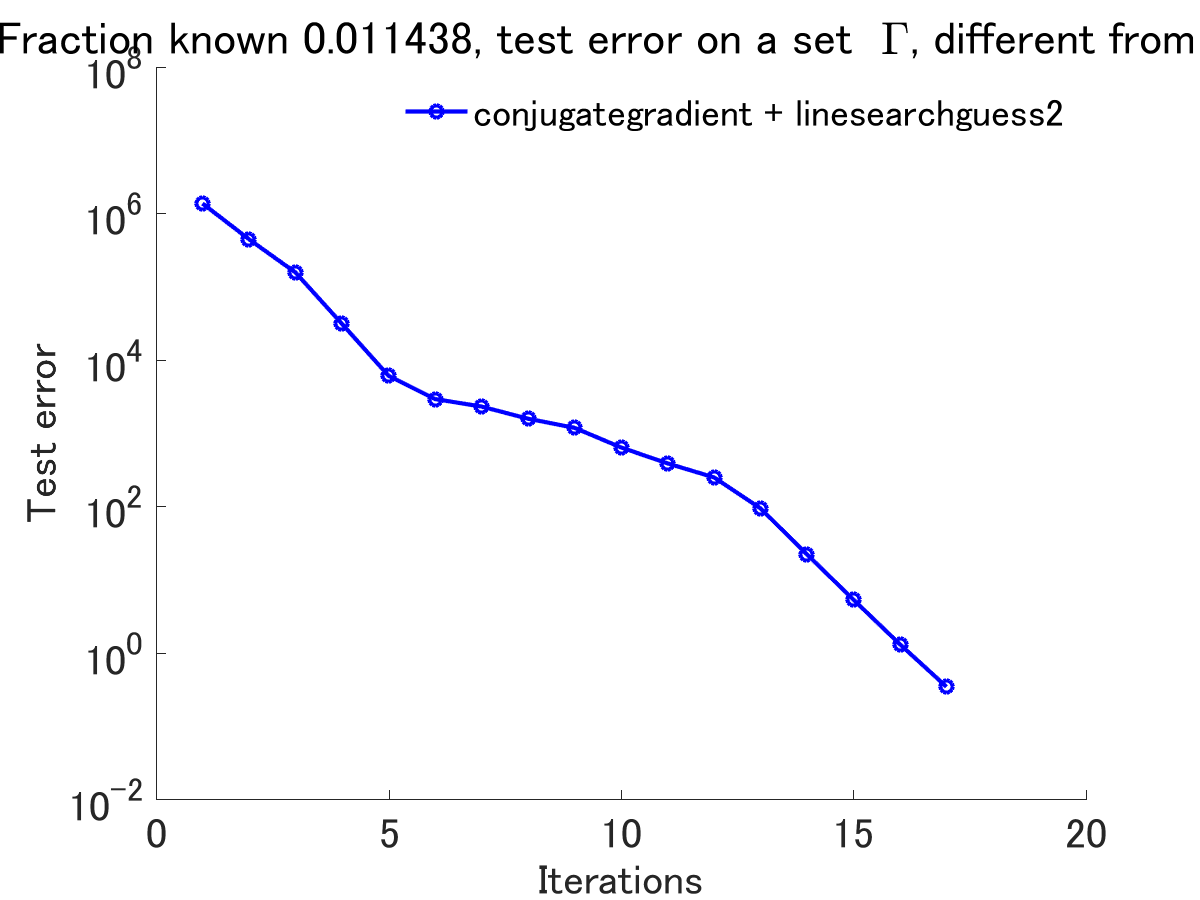 Fraction known 0.011438, test error on a set Γ, different from
conjugategradient + linesearchguess2
10^8
10^6
10^4
10^2
10^0
10^-2
Test error
0 5 10 15 20
Iterations